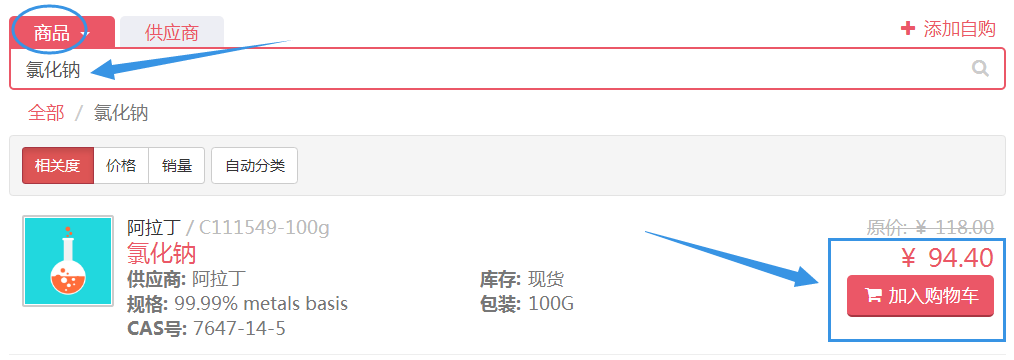 商品 供应商 添加自购
氯化钠
全部 / 氯化钠
相关度 价格 销量 自动分类
阿拉丁 / C111549-100g 原价: ¥ 118.00
氯化钠 ¥ 94.40
供应商: 阿拉丁 库存: 现货 加入购物车
规格: 99.99% metals basis 包装: 100G
CAS号: 7647-14-5